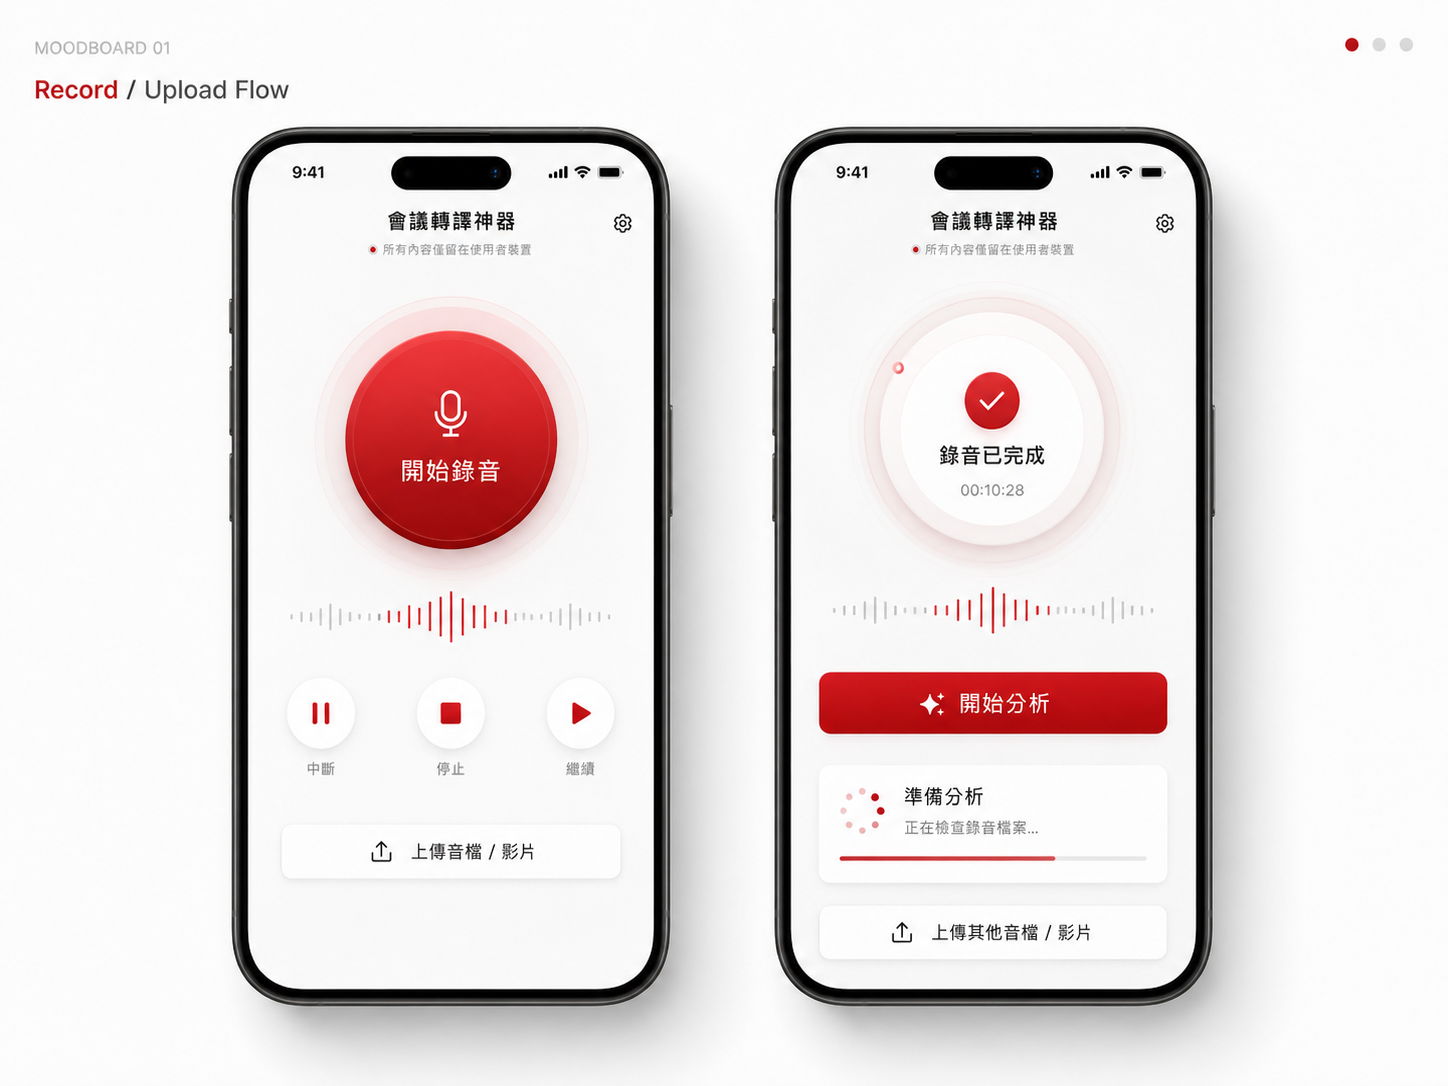 MOODBOARD 01
Record / Upload Flow
9:41
會議轉譯神器
所有內容僅留在使用者裝置
開始錄音
中斷
停止
繼續
上傳音檔 / 影片
9:41
會議轉譯神器
所有內容僅留在使用者裝置
錄音已完成
00:10:28
開始分析
準備分析
正在檢查錄音檔案...
上傳其他音檔 / 影片